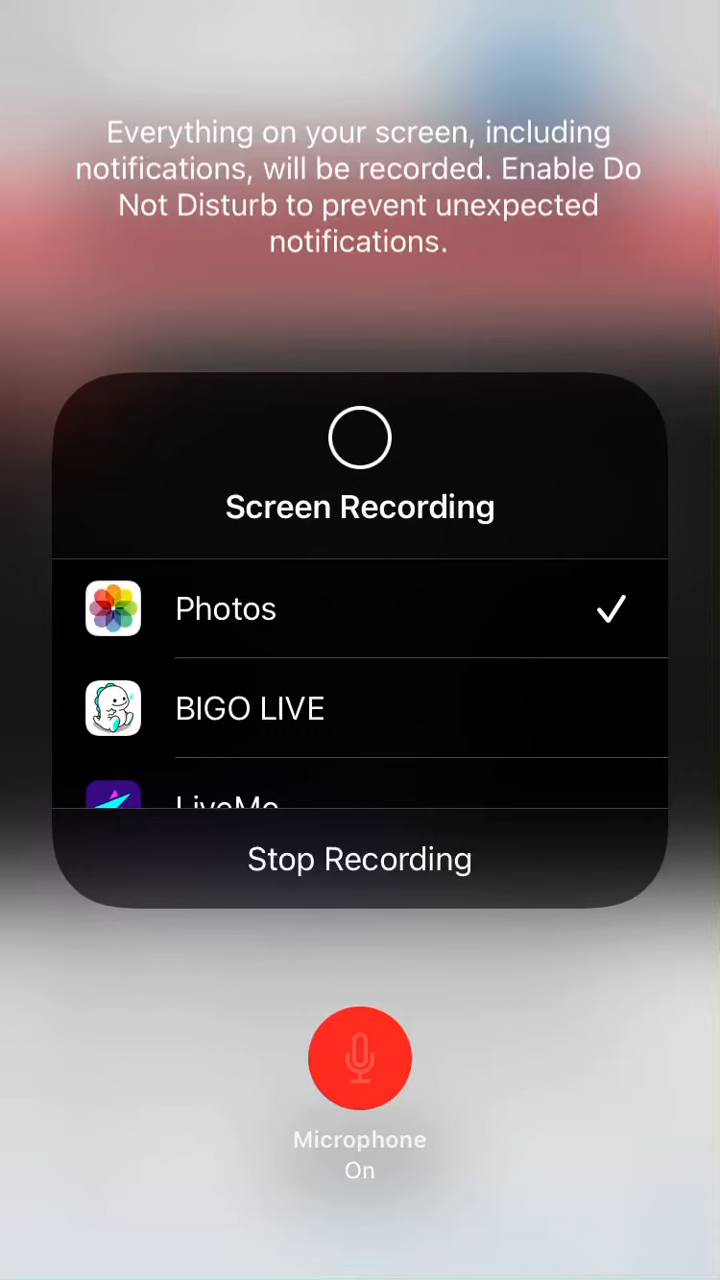 Everything on your screen, including
notifications, will be recorded. Enable Do
Not Disturb to prevent unexpected
notifications.
Screen Recording
Photos
BIGO LIVE
LiveMe
Stop Recording
Microphone
On